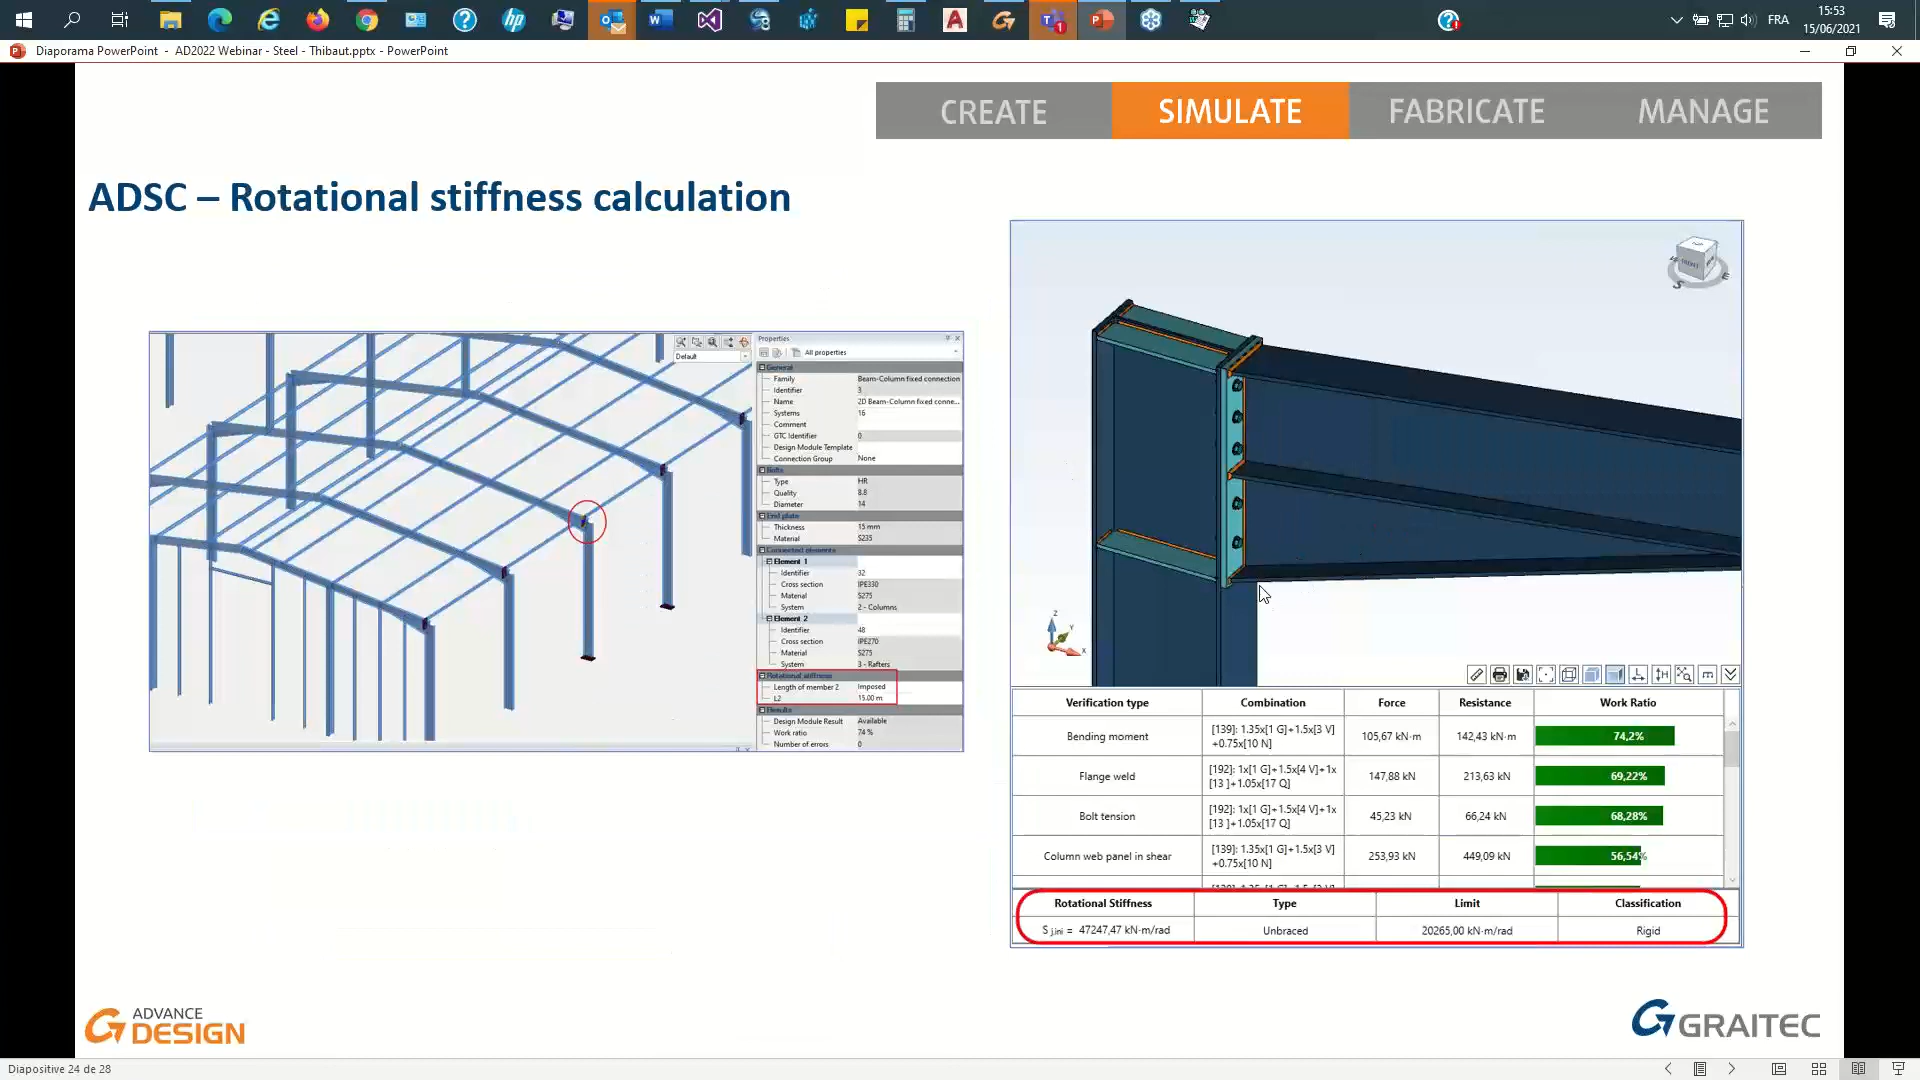 FRA
15:53
15/06/2021
Diaporama PowerPoint - AD2022 Webinar - Steel - Thibaut.pptx - PowerPoint
CREATE SIMULATE FABRICATE MANAGE
ADSC – Rotational stiffness calculation
Default
Properties
All properties
General
Family Beam-Column fixed connection
Identifier 3
Name 2D Beam-Column fixed conne...
Systems 16
Comment
GTC Identifier 0
Design Module Template
Connection Group None
Bolts
Type HR
Quality 8.8
Diameter 14
End plate
Thickness 15 mm
Material S235
Connected elements
Element 1
Identifier 32
Cross section IPE330
Material S275
System 2 - Columns
Element 2
Identifier 48
Cross section IPE270
Material S275
System 3 - Rafters
Rotational stiffness
Length of member 2 Imposed
L2 15.00 m
Results
Design Module Result Available
Work ratio 74 %
Number of errors 0
FRONT
S
E
Z
Y
X
Verification type Combination Force Resistance Work Ratio
Bending moment [139]: 1.35x[1 G]+1.5x[3 V] +0.75x[10 N] 105,67 kN·m 142,43 kN·m 74,2%
Flange weld [192]: 1x[1 G]+1.5x[4 V]+1x [13 ]+1.05x[17 Q] 147,88 kN 213,63 kN 69,22%
Bolt tension [192]: 1x[1 G]+1.5x[4 V]+1x [13 ]+1.05x[17 Q] 45,23 kN 66,24 kN 68,28%
Column web panel in shear [139]: 1.35x[1 G]+1.5x[3 V] +0.75x[10 N] 253,93 kN 449,09 kN 56,54%
Rotational Stiffness Type Limit Classification
S j,ini = 47247,47 kN·m/rad Unbraced 20265,00 kN·m/rad Rigid
ADVANCE
DESIGN
GRAITEC
Diapositive 24 de 28